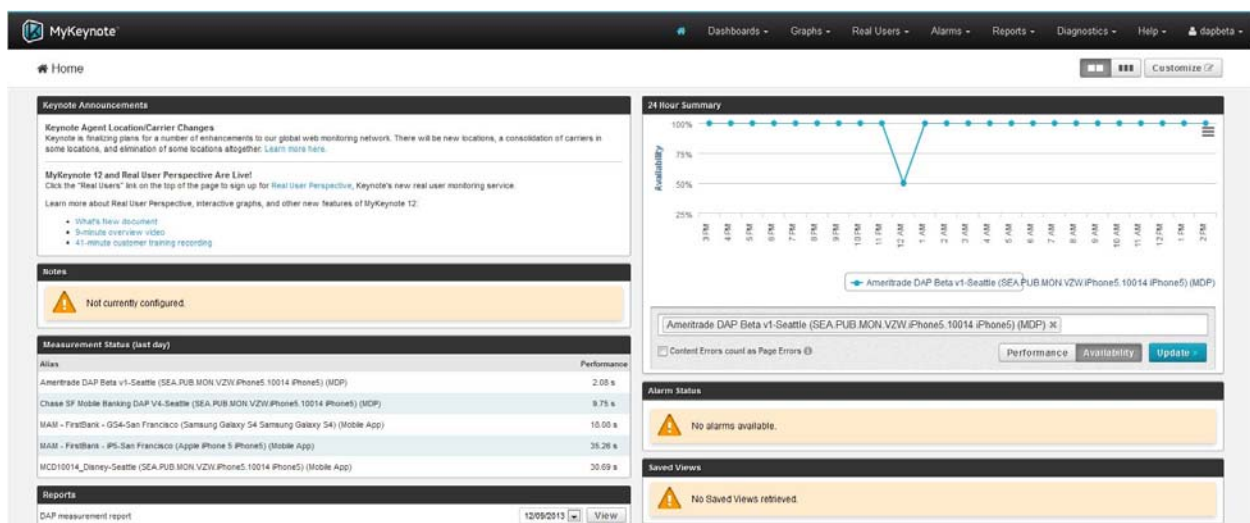 MyKeynote
Dashboards
Graphs
Real Users
Alarms
Reports
Diagnostics
Help
dapbeta
Home
Customize
Keynote Announcements
Keynote Agent Location/Carrier Changes
Keynote is finalizing plans for a number of enhancements to our global web monitoring network. There will be new locations, a consolidation of carriers in
some locations, and elimination of some locations altogether. Learn more here.
MyKeynote 12 and Real User Perspective Are Live!
Click the "Real Users" link on the top of the page to sign up for Real User Perspective, Keynote's new real user monitoring service.
Learn more about Real User Perspective, interactive graphs, and other new features of MyKeynote 12:
What's New document
9-minute overview video
41-minute customer training recording
Notes
Not currently configured.
Measurement Status (last day)
Alias Performance
Ameritrade DAP Beta v1-Seattle (SEA.PUB.MON.VZW.iPhone5.10014 iPhone5) (MDP) 2.08 s
Chase SF Mobile Banking DAP V4-Seattle (SEA.PUB.MON.VZW.iPhone5.10014 iPhone5) (MDP) 9.75 s
MAM - FirstBank - GS4-San Francisco (Samsung Galaxy S4 Samsung Galaxy S4) (Mobile App)
MAM - FirstBank - iP5-San Francisco (Apple iPhone 5 iPhone5) (Mobile App) 35.26 s
MCD10014_Disney-Seattle (SEA.PUB.MON.VZW.iPhone5.10014 iPhone5) (Mobile App) 30.69 s
Reports
DAP measurement report 12/09/2013 View
24 Hour Summary
Availability
100%
75%
50%
25%
3 PM
4 PM
5 PM
6 PM
7 PM
8 PM
9 PM
10 PM
11 PM
12 AM
1 AM
2 AM
3 AM
4 AM
5 AM
6 AM
7 AM
8 AM
9 AM
10 AM
11 AM
12 PM
1 PM
2 PM
Ameritrade DAP Beta v1-Seattle (SEA.PUB.MON.VZW.iPhone5.10014 iPhone5) (MDP)
Ameritrade DAP Beta v1-Seattle (SEA.PUB.MON.VZW.iPhone5.10014 iPhone5) (MDP) ×
Content Errors count as Page Errors
Performance
Availability
Update
Alarm Status
No alarms available.
Saved Views
No Saved Views retrieved.